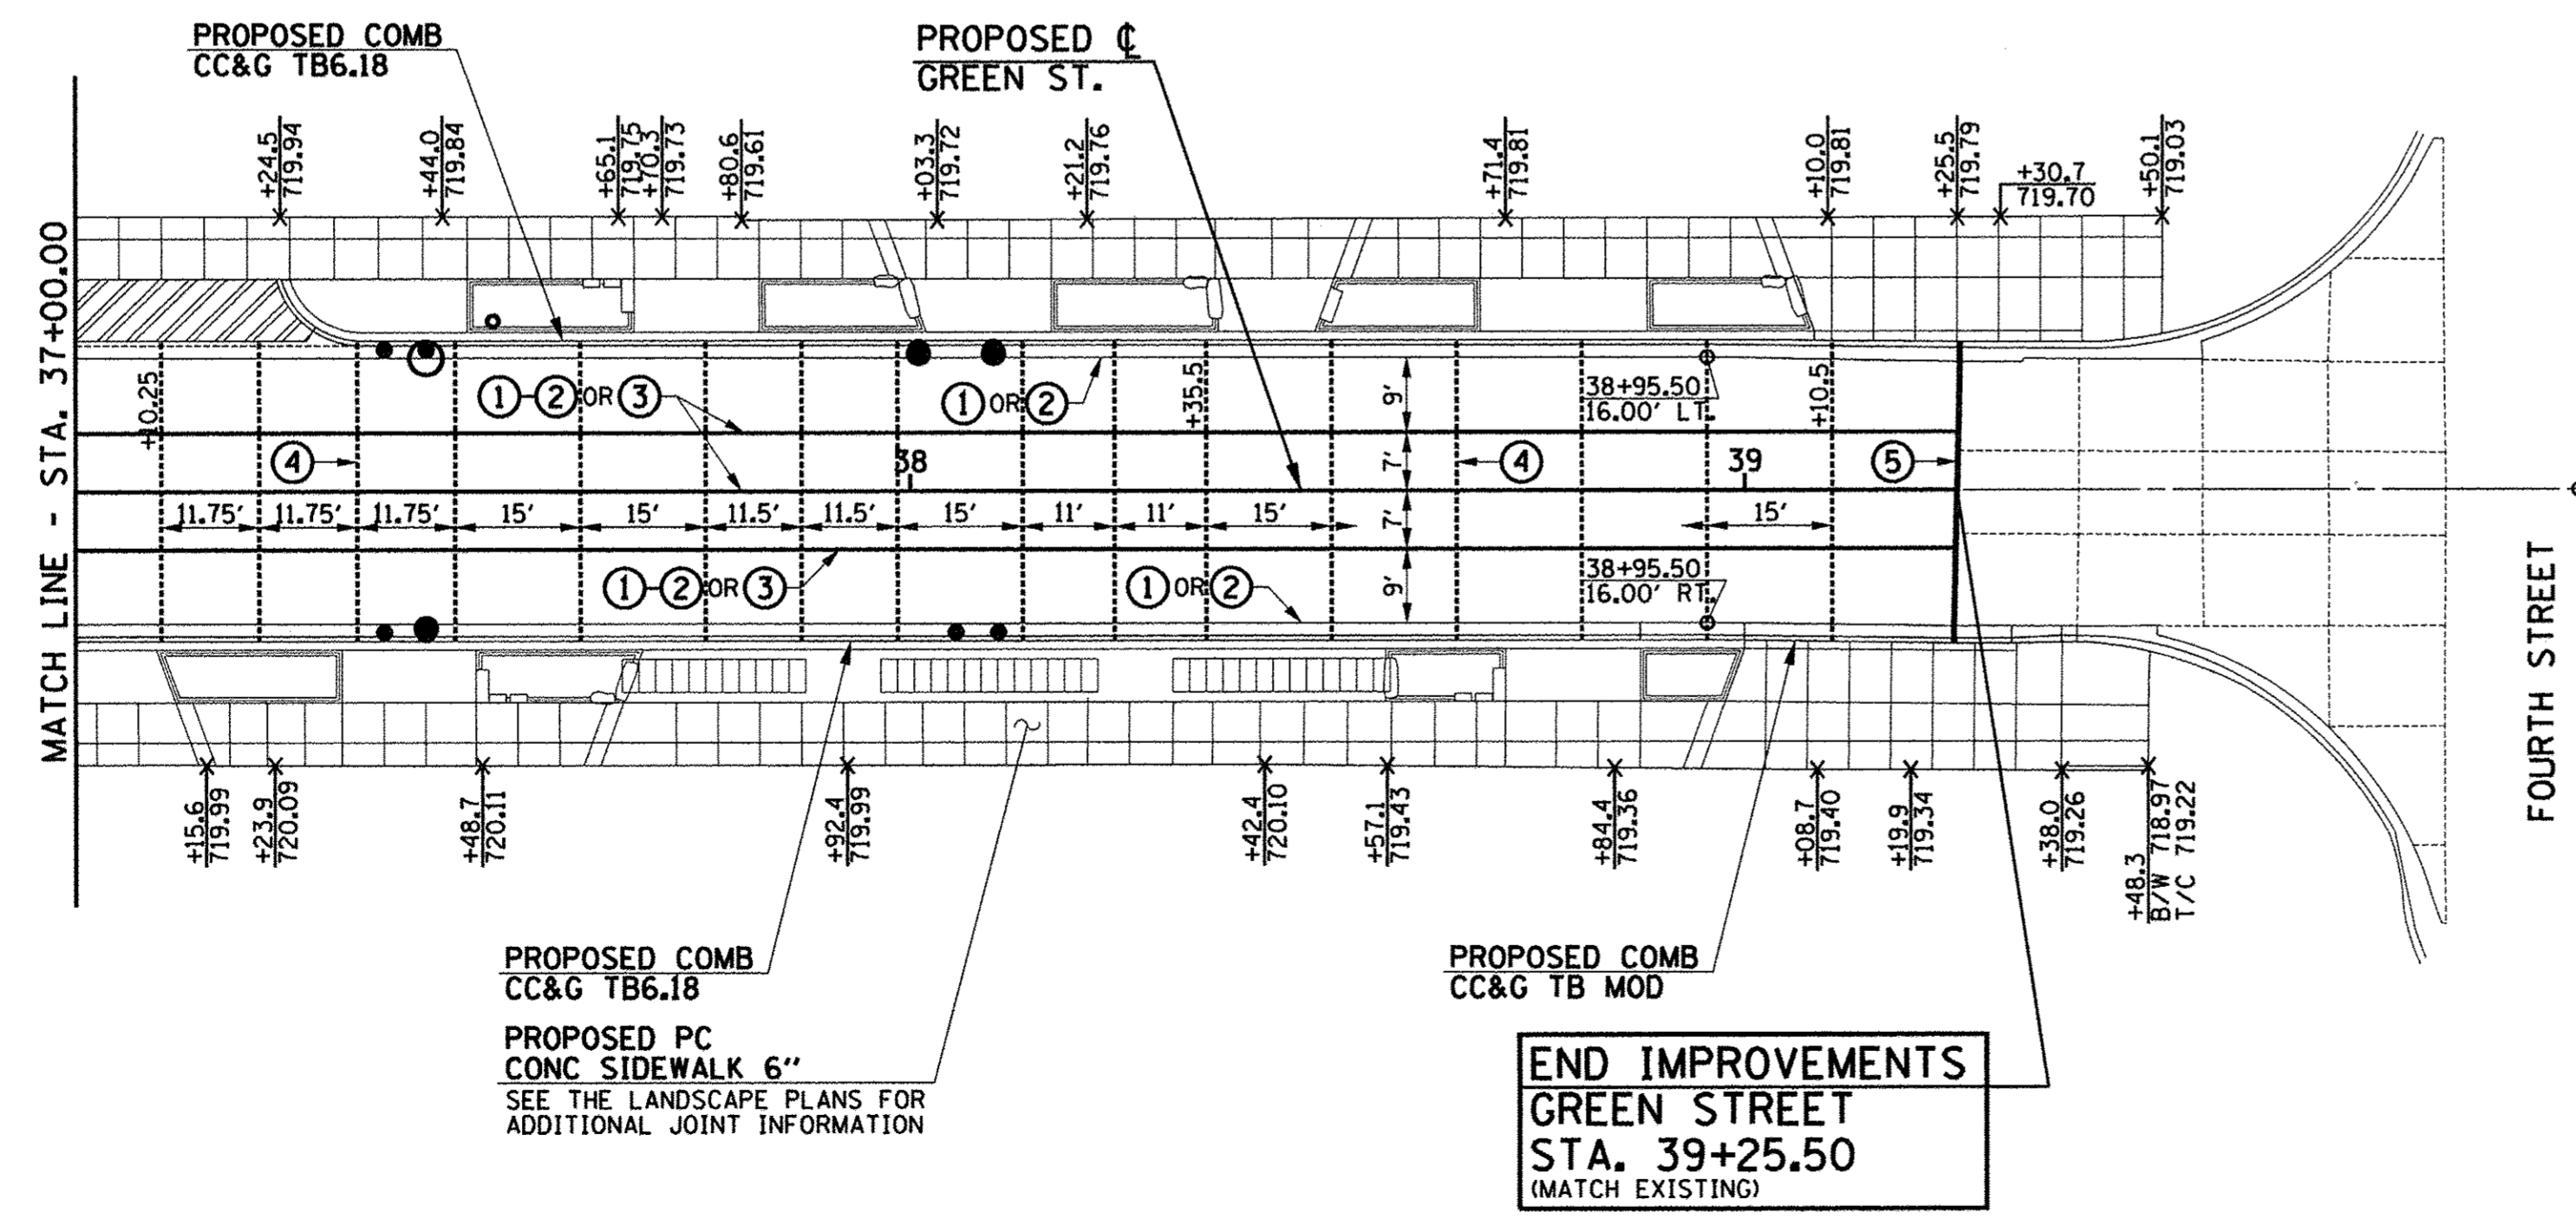 PROPOSED COMB
CC&G TB6.18
PROPOSED ℄
GREEN ST.
+24.5
719.94
+44.0
719.84
+65.1
719.75
+70.3
719.73
+80.6
719.61
+03.3
719.72
+21.2
719.76
+71.4
719.81
+10.0
719.81
+25.5
719.79
+30.7
719.70
+50.1
719.03
MATCH LINE - STA. 37+00.00
+10.25
1-2 OR 3
1 OR 2
+35.5
9'
38+95.50
16.00' LT.
+10.5
4
38
7'
4
39
5
11.75'
11.75'
11.75'
15'
15'
11.5'
11.5'
15'
11'
11'
15'
7'
15'
1-2 OR 3
1 OR 2
9'
38+95.50
16.00' RT.
FOURTH STREET
+15.6
719.99
+23.9
720.09
+48.7
720.11
+92.4
719.99
+42.4
720.10
+57.1
719.43
+84.4
719.36
+08.7
719.40
+19.9
719.34
+38.0
719.26
+48.3
B/W 718.97
T/C 719.22
PROPOSED COMB
CC&G TB6.18
PROPOSED PC
CONC SIDEWALK 6"
SEE THE LANDSCAPE PLANS FOR
ADDITIONAL JOINT INFORMATION
PROPOSED COMB
CC&G TB MOD
END IMPROVEMENTS
GREEN STREET
STA. 39+25.50
(MATCH EXISTING)